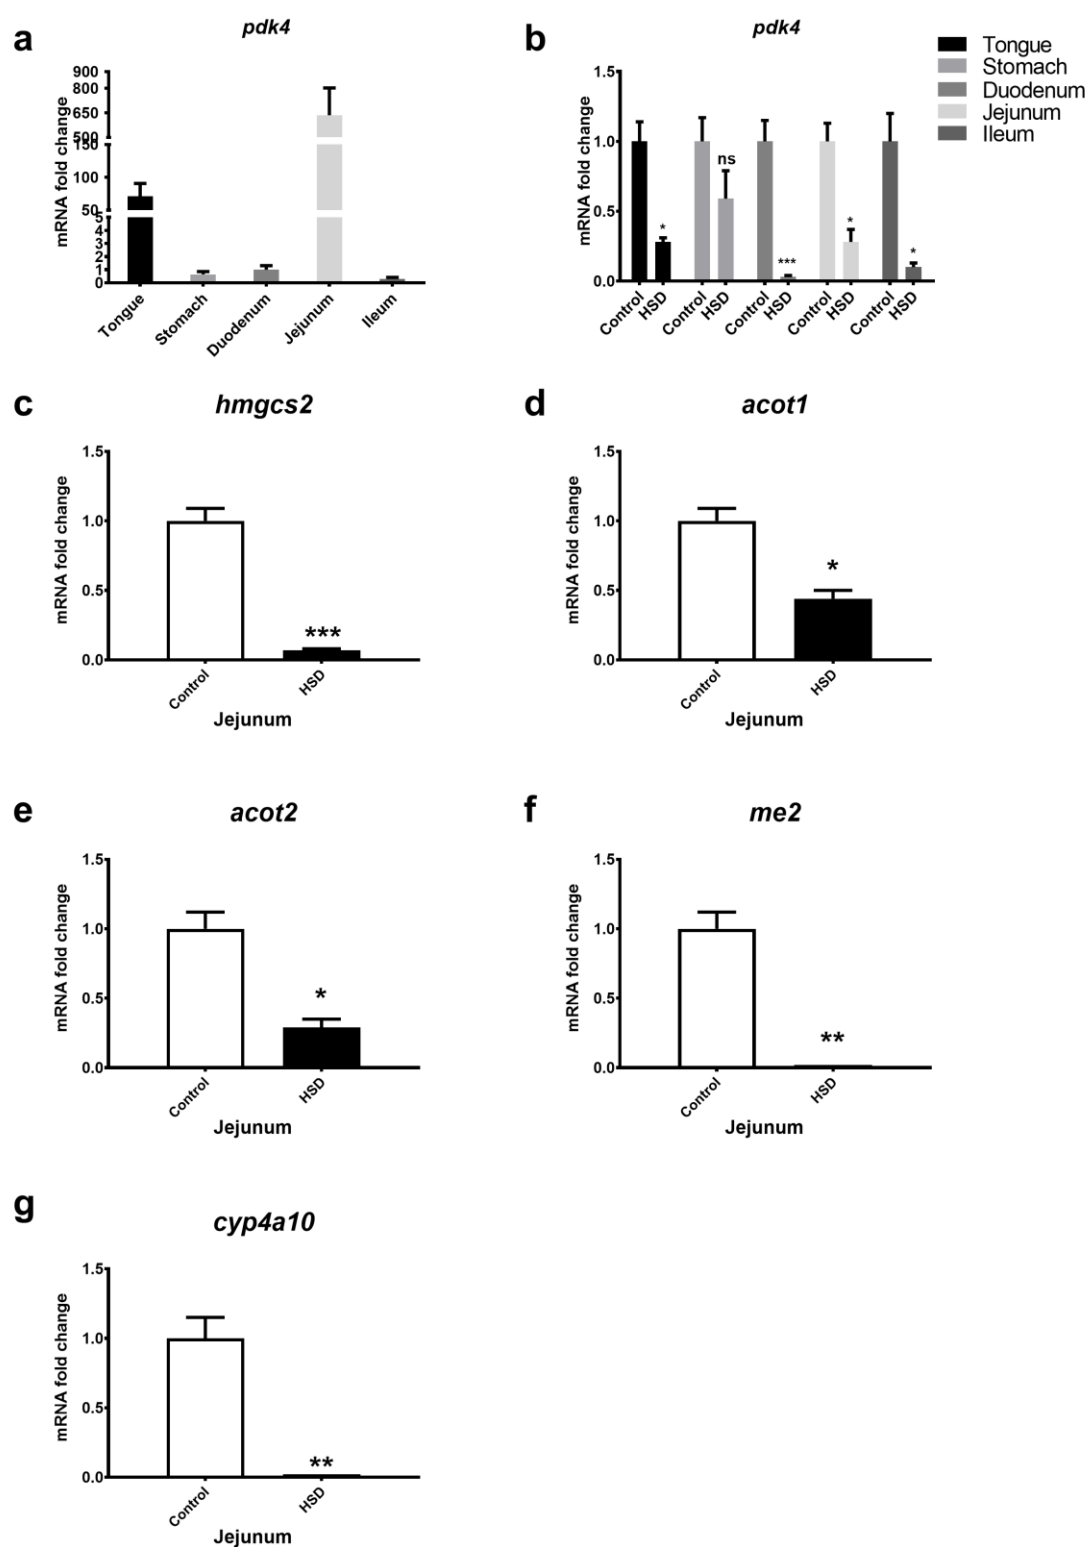 a
pdk4
mRNA fold change
900
800
650
500
150
100
50
5
4
3
2
1
0
Tongue
Stomach
Duodenum
Jejunum
Ileum
b
pdk4
mRNA fold change
1.5
1.0
0.5
0.0
ns
*
***
*
*
Control
HSD
Control
HSD
Control
HSD
Control
HSD
Control
HSD
Tongue
Stomach
Duodenum
Jejunum
Ileum
c
hmgcs2
mRNA fold change
1.5
1.0
0.5
0.0
***
Control
HSD
Jejunum
d
acot1
mRNA fold change
1.5
1.0
0.5
0.0
*
Control
HSD
Jejunum
e
acot2
mRNA fold change
1.5
1.0
0.5
0.0
*
Control
HSD
Jejunum
f
me2
mRNA fold change
1.5
1.0
0.5
0.0
**
Control
HSD
Jejunum
g
cyp4a10
mRNA fold change
1.5
1.0
0.5
0.0
**
Control
HSD
Jejunum